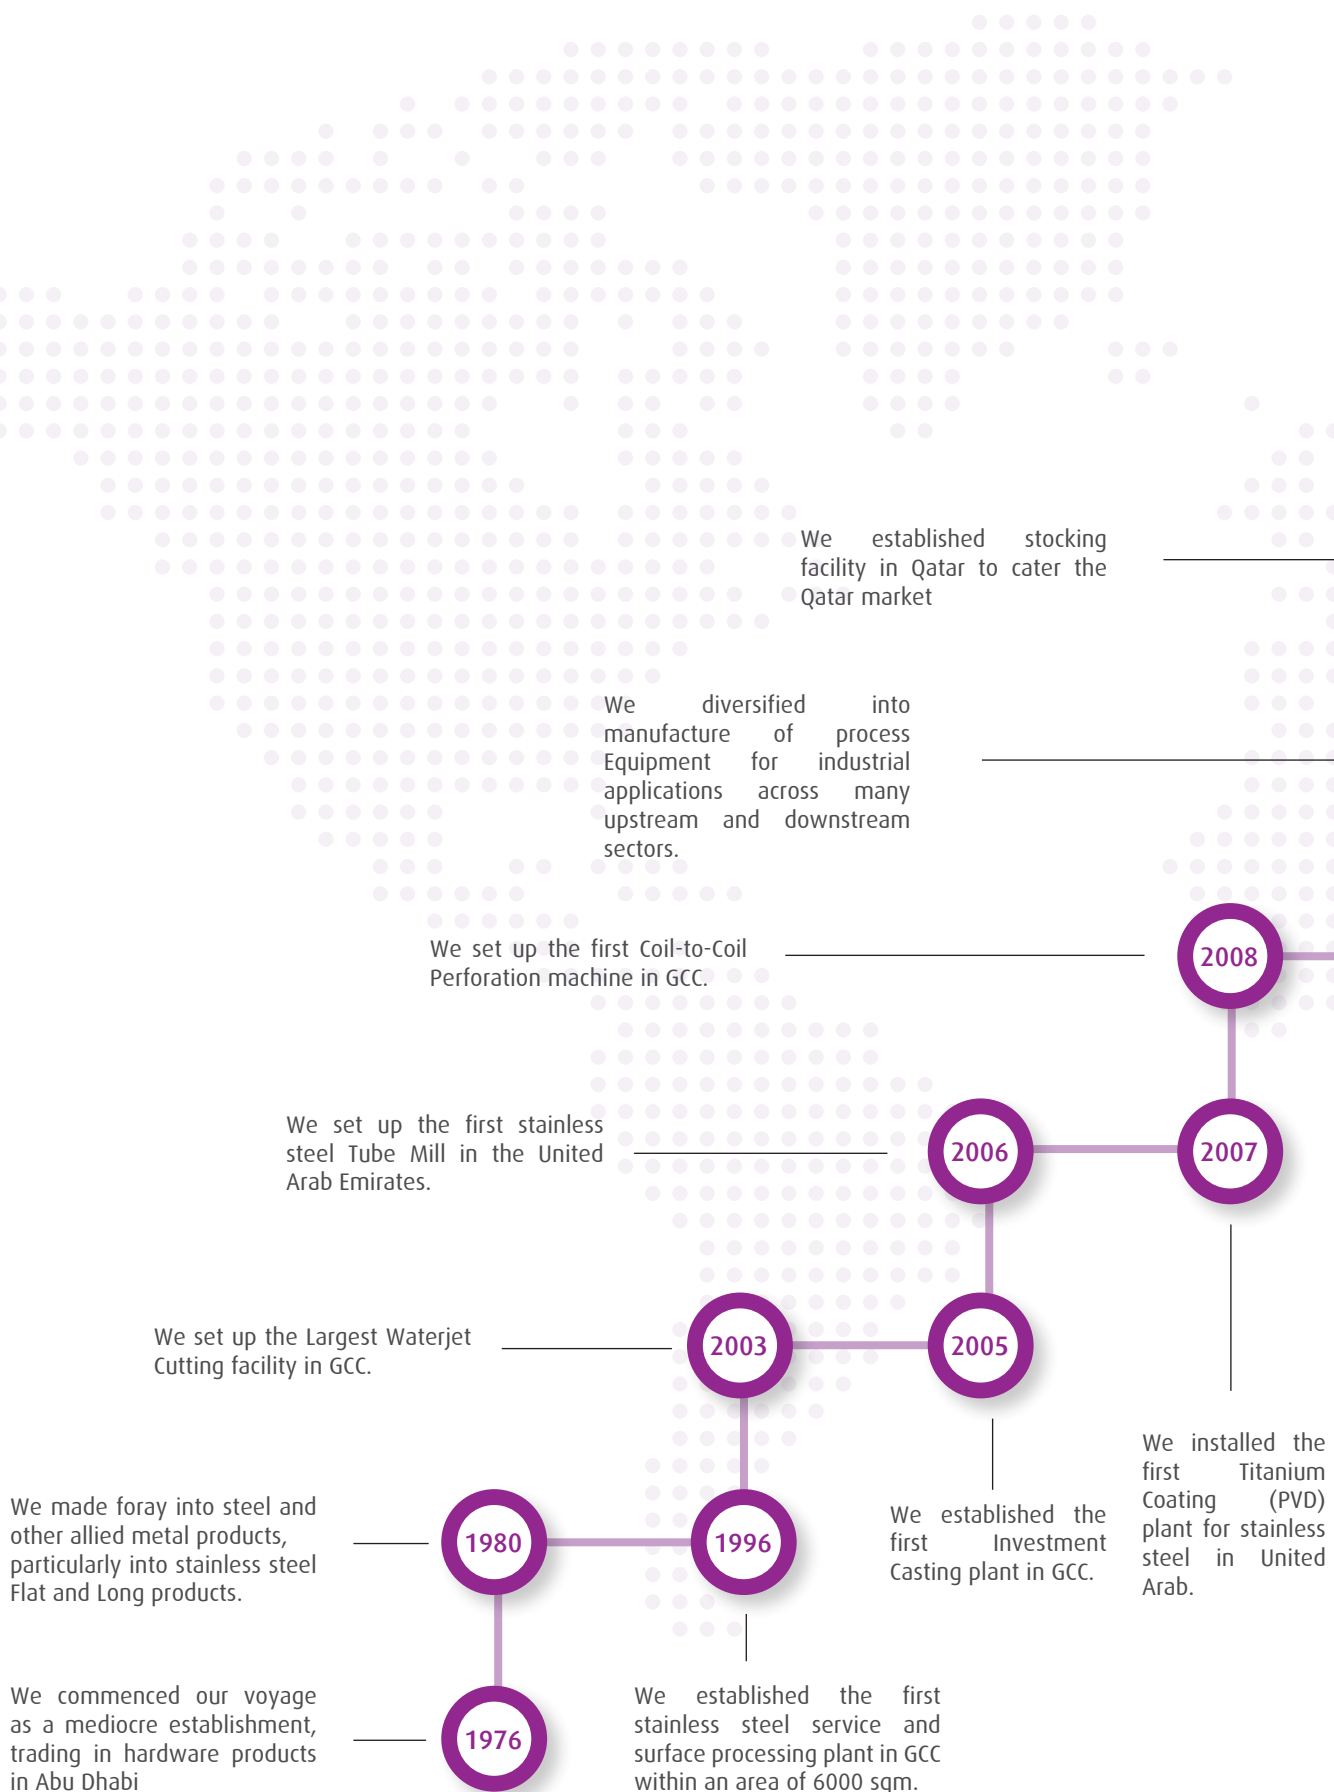 We established stocking
facility in Qatar to cater the
Qatar market
We diversified into
manufacture of process
Equipment for industrial
applications across many
upstream and downstream
sectors.
We set up the first Coil-to-Coil
Perforation machine in GCC.
2008
We set up the first stainless
steel Tube Mill in the United
Arab Emirates.
2006
2007
We set up the Largest Waterjet
Cutting facility in GCC.
2003
2005
We installed the
first Titanium
Coating (PVD)
plant for stainless
steel in United
Arab.
We established the
first Investment
Casting plant in GCC.
We made foray into steel and
other allied metal products,
particularly into stainless steel
Flat and Long products.
1980
1996
We commenced our voyage
as a mediocre establishment,
trading in hardware products
in Abu Dhabi
1976
We established the first
stainless steel service and
surface processing plant in GCC
within an area of 6000 sqm.